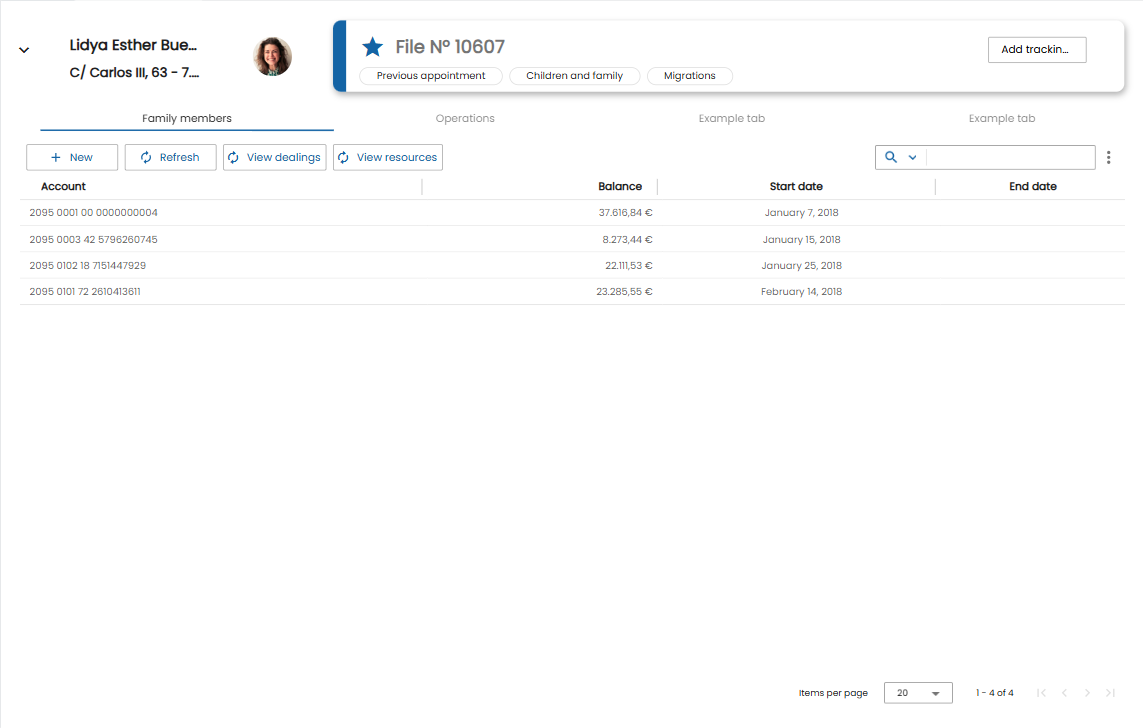 Lidya Esther Bue...
C/ Carlos III, 63 - 7....
File Nº 10607
Add trackin...
Previous appointment Children and family Migrations
Family members Operations Example tab Example tab
New Refresh View dealings View resources
Account Balance Start date End date
2095 0001 00 0000000004 37.616,84 € January 7, 2018
2095 0003 42 5796260745 8.273,44 € January 15, 2018
2095 0102 18 7151447929 22.111,53 € January 25, 2018
2095 0101 72 2610413611 23.285,55 € February 14, 2018
Items per page 20 1 - 4 of 4